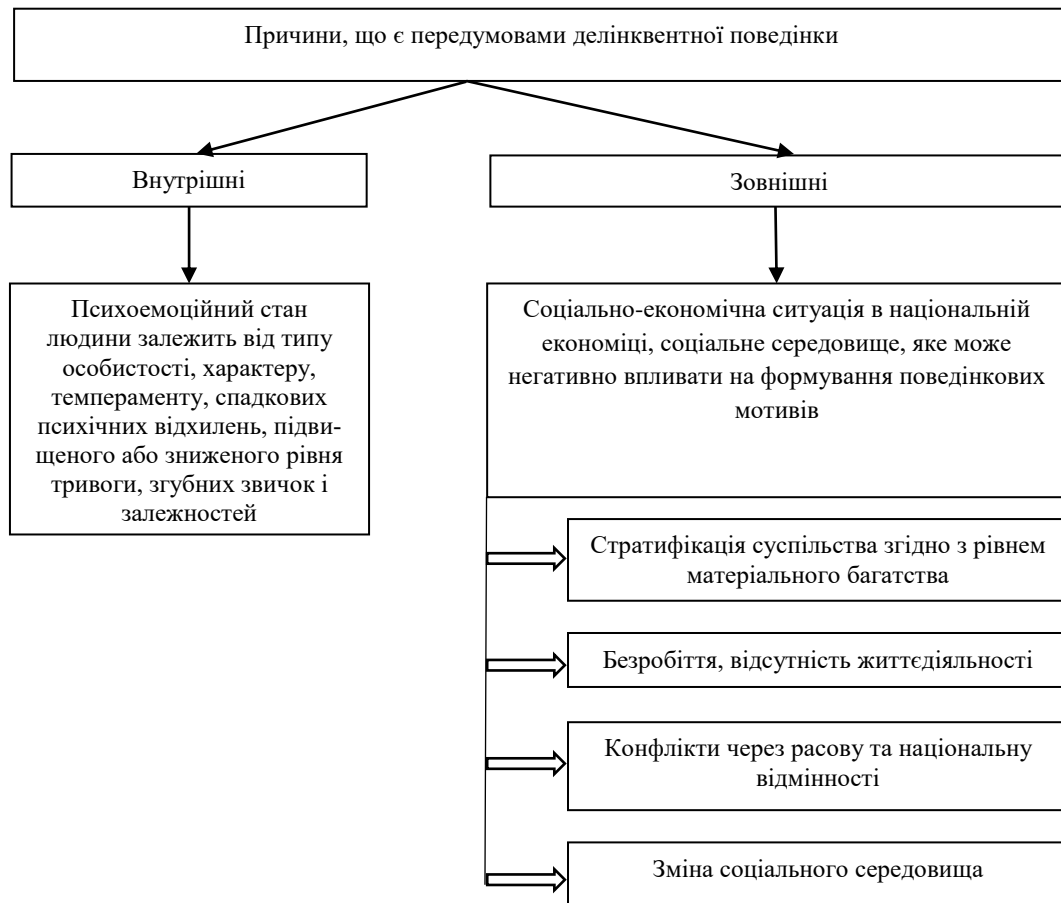 Причини, що є передумовами делінквентної поведінки
Внутрішні
Зовнішні
Психоемоційний стан
людини залежить від типу
особистості, характеру,
темпераменту, спадкових
психічних відхилень, підви-
щеного або зниженого рівня
тривоги, згубних звичок і
залежностей
Соціально-економічна ситуація в національній
економіці, соціальне середовище, яке може
негативно впливати на формування поведінкових
мотивів
Стратифікація суспільства згідно з рівнем
матеріального багатства
Безробіття, відсутність життєдіяльності
Конфлікти через расову та національну
відмінності
Зміна соціального середовища